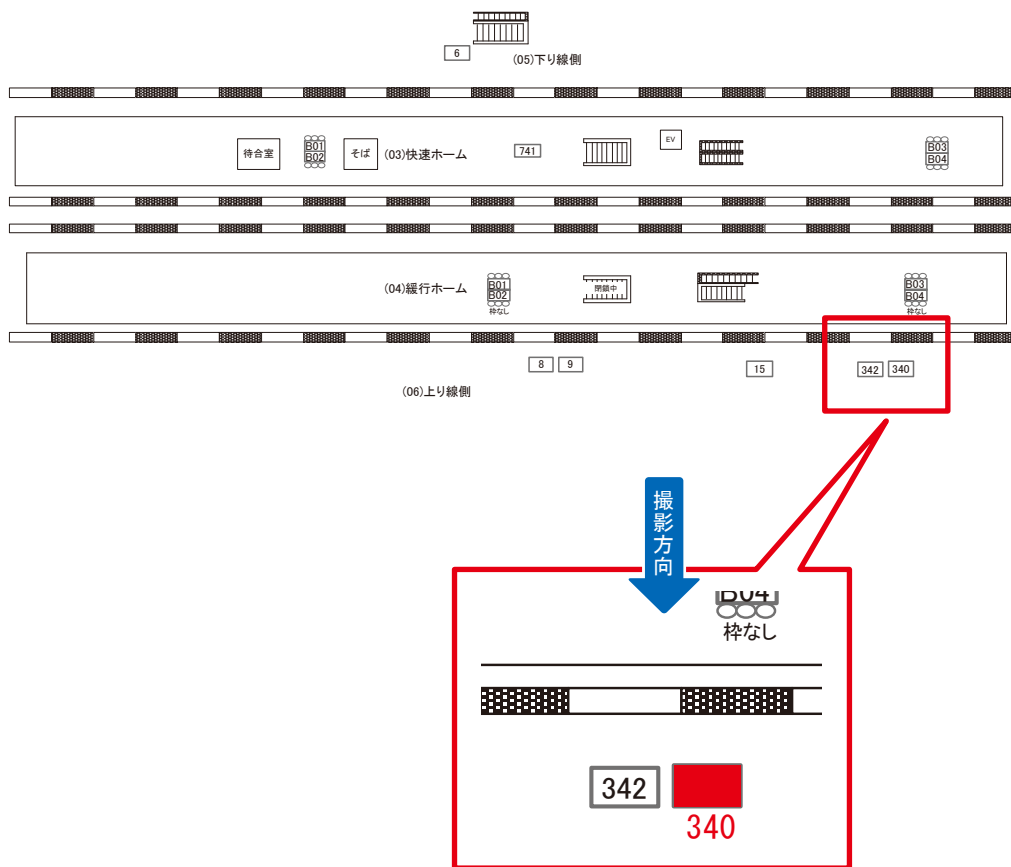 6
(05)下り線側
待合室
B01
B02
そば
(03)快速ホーム
741
EV
B03
B04
(04)緩行ホーム
B01
B02
枠なし
閉鎖中
B03
B04
枠なし
8
9
15
342
340
(06)上り線側
撮影方向
B04
枠なし
342
340